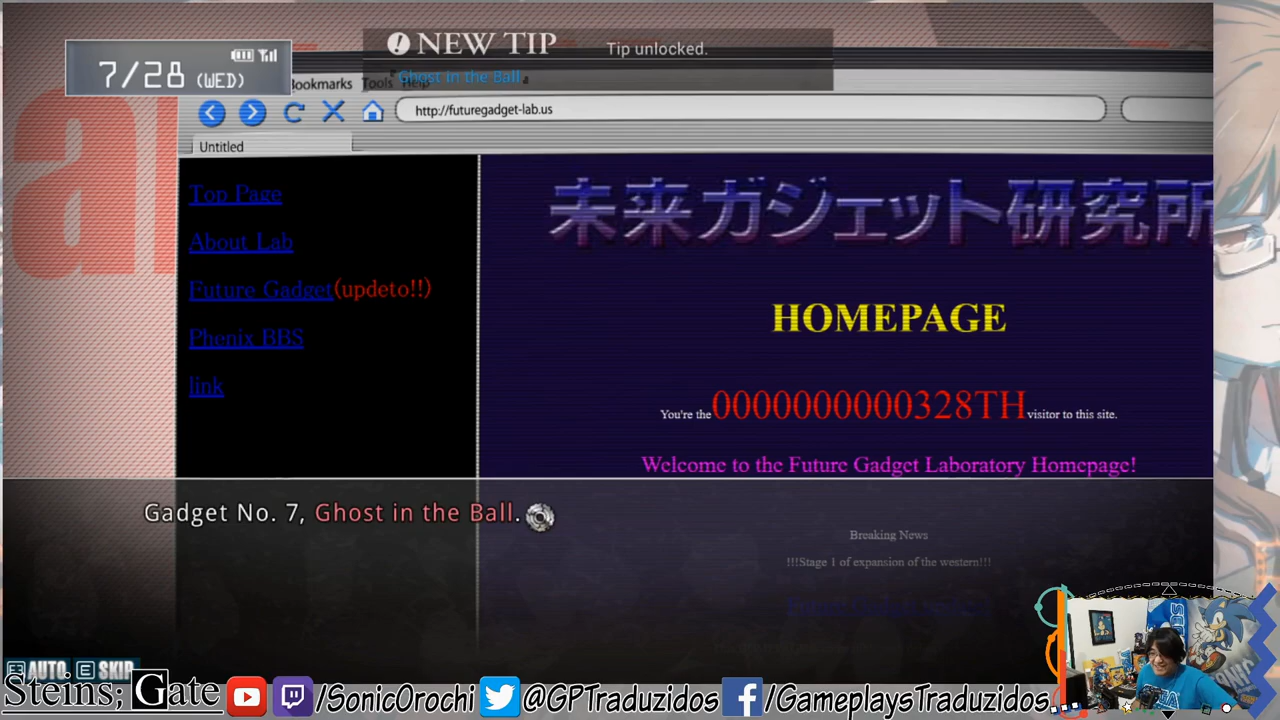 NEW TIP Tip unlocked.
7/28 (WED)
Ghost in the Ball
ookmarks Tools Help
http://futuregadget-lab.us
Untitled
Top Page
未来ガジェット研究所
About Lab
Future Gadget(updeto!!)
HOMEPAGE
Phenix BBS
link
You're the 0000000000328TH visitor to this site.
Welcome to the Future Gadget Laboratory Homepage!
Gadget No. 7, Ghost in the Ball.
Breaking News
!!!Stage 1 of expansion of the western!!!
AUTO E SKIP
Steins;Gate /SonicOrochi @GPTraduzidos /GameplaysTraduzidos